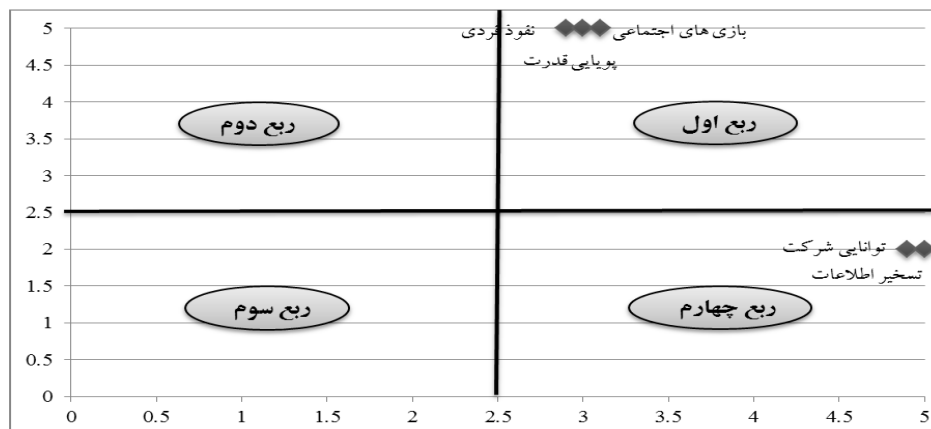 5
4.5
4
3.5
3
2.5
2
1.5
1
0.5
0
نفوذ فردی
بازی های اجتماعی
پویایی قدرت
ربع دوم
ربع اول
توانایی شرکت
تسخیر اطلاعات
ربع سوم
ربع چهارم
0 0.5 1 1.5 2 2.5 3 3.5 4 4.5 5